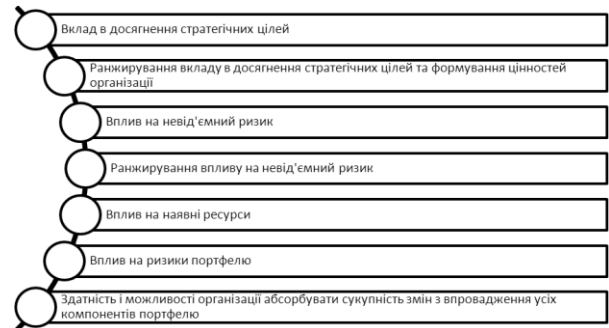 Вклад в досягнення стратегічних цілей
Ранжирування вкладу в досягнення стратегічних цілей та формування цінностей
організації
Вплив на невід'ємний ризик
Ранжирування впливу на невід'ємний ризик
Вплив на наявні ресурси
Вплив на ризики портфелю
Здатність і можливості організації абсорбувати сукупність змін з впровадження усіх
компонентів портфелю